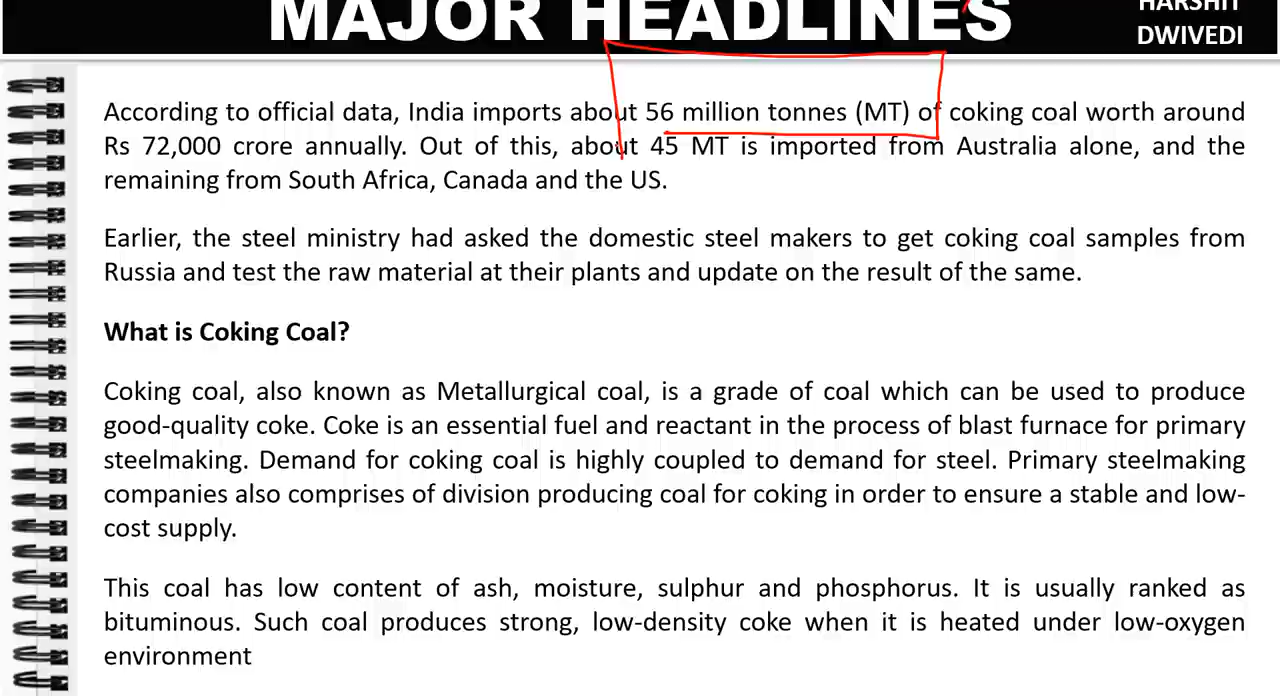 MAJOR HEADLINES
HARSHIT
DWIVEDI
According to official data, India imports about 56 million tonnes (MT) of coking coal worth around
Rs 72,000 crore annually. Out of this, about 45 MT is imported from Australia alone, and the
remaining from South Africa, Canada and the US.
Earlier, the steel ministry had asked the domestic steel makers to get coking coal samples from
Russia and test the raw material at their plants and update on the result of the same.
What is Coking Coal?
Coking coal, also known as Metallurgical coal, is a grade of coal which can be used to produce
good-quality coke. Coke is an essential fuel and reactant in the process of blast furnace for primary
steelmaking. Demand for coking coal is highly coupled to demand for steel. Primary steelmaking
companies also comprises of division producing coal for coking in order to ensure a stable and low-
cost supply.
This coal has low content of ash, moisture, sulphur and phosphorus. It is usually ranked as
bituminous. Such coal produces strong, low-density coke when it is heated under low-oxygen
environment